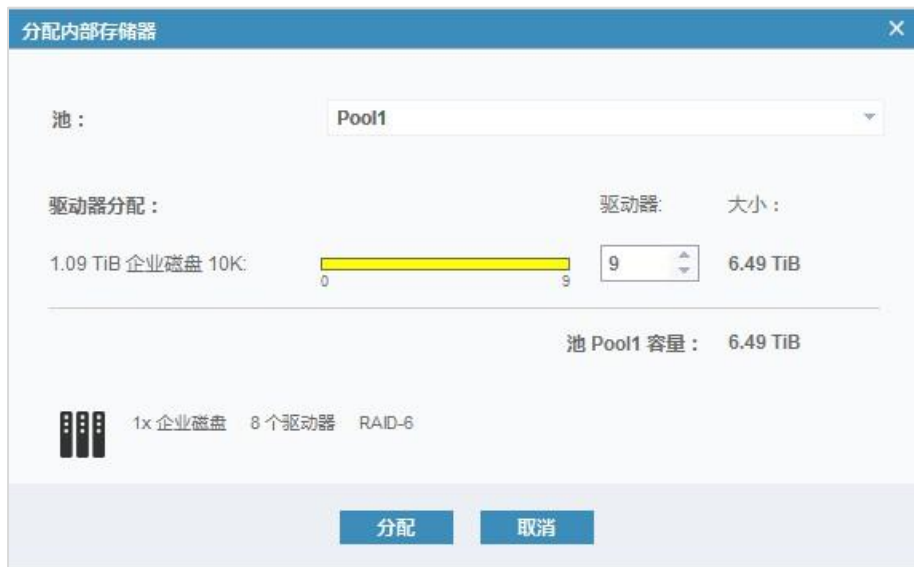 分配内部存储器
池： Pool1
驱动器分配： 驱动器: 大小：
1.09 TiB 企业磁盘 10K: 9 6.49 TiB
0 9
池 Pool1 容量： 6.49 TiB
1x 企业磁盘 8 个驱动器 RAID-6
分配 取消